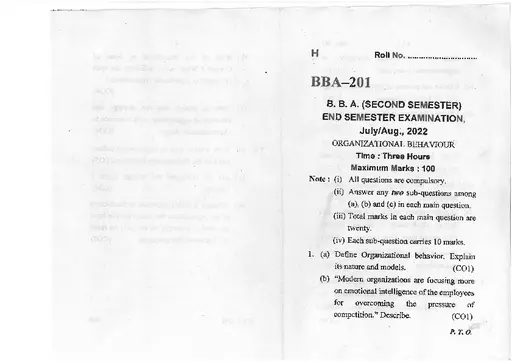 H Roll No. ..............................
BBA–201
B. B. A. (SECOND SEMESTER)
END SEMESTER EXAMINATION,
July/Aug., 2022
ORGANIZATIONAL BEHAVIOUR
Time : Three Hours
Maximum Marks : 100
Note : (i) All questions are compulsory.
(ii) Answer any two sub-questions among
(a), (b) and (c) in each main question.
(iii) Total marks in each main question are
twenty.
(iv) Each sub-question carries 10 marks.
1. (a) Define Organizational behavior. Explain
its nature and models. (CO1)
(b) “Modern organizations are focusing more
on emotional intelligence of the employees
for overcoming the pressure of
competition.” Describe. (CO1)
P. T. O.